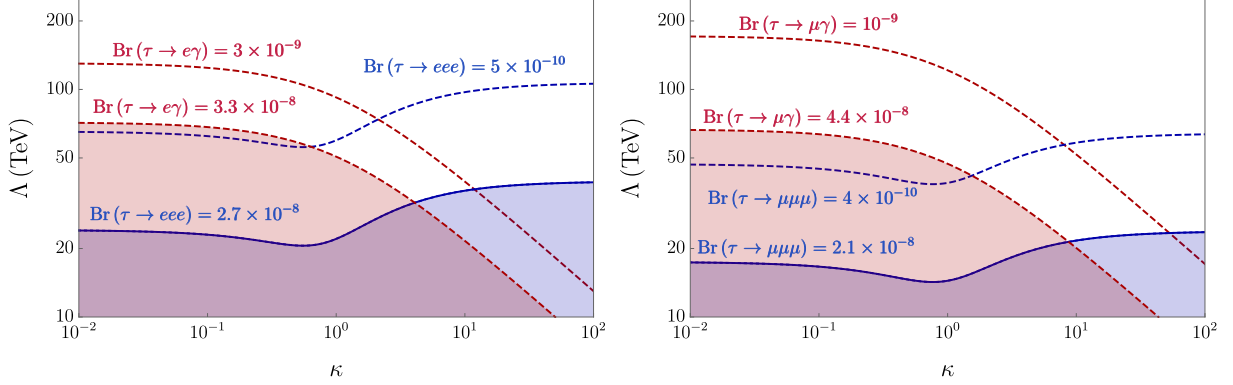 200
100
50
20
10
Λ (TeV)
Br (τ → eγ) = 3 × 10⁻⁹
Br (τ → eee) = 5 × 10⁻¹⁰
Br (τ → eγ) = 3.3 × 10⁻⁸
Br (τ → eee) = 2.7 × 10⁻⁸
10⁻² 10⁻¹ 10⁰ 10¹ 10²
κ
200
100
50
20
10
Λ (TeV)
Br (τ → μγ) = 10⁻⁹
Br (τ → μγ) = 4.4 × 10⁻⁸
Br (τ → μμμ) = 4 × 10⁻¹⁰
Br (τ → μμμ) = 2.1 × 10⁻⁸
10⁻² 10⁻¹ 10⁰ 10¹ 10²
κ